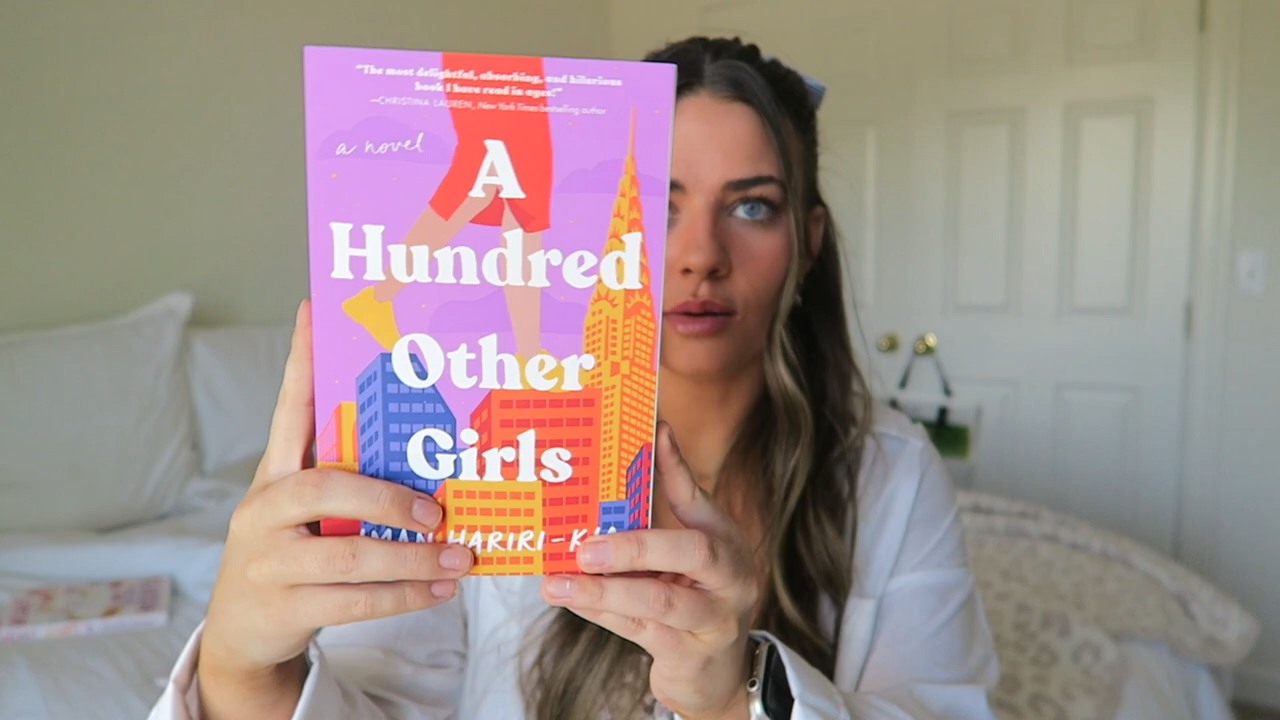 "The most delightful, absorbing, and hilarious
book I have read in ages!"
—CHRISTINA LAUREN, New York Times bestselling author
a novel
A
Hundred
Other
Girls
HARIRI-